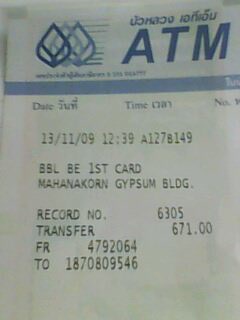 บัวหลวง เอทีเอ็ม
ATM
Date วันที่ Time เวลา
13/11/09 12:39 A127B149
BBL BE 1ST CARD
MAHANAKORN GYPSUM BLDG.
RECORD NO. 6305
TRANSFER 671.00
FR 4792064
TO 1870809546